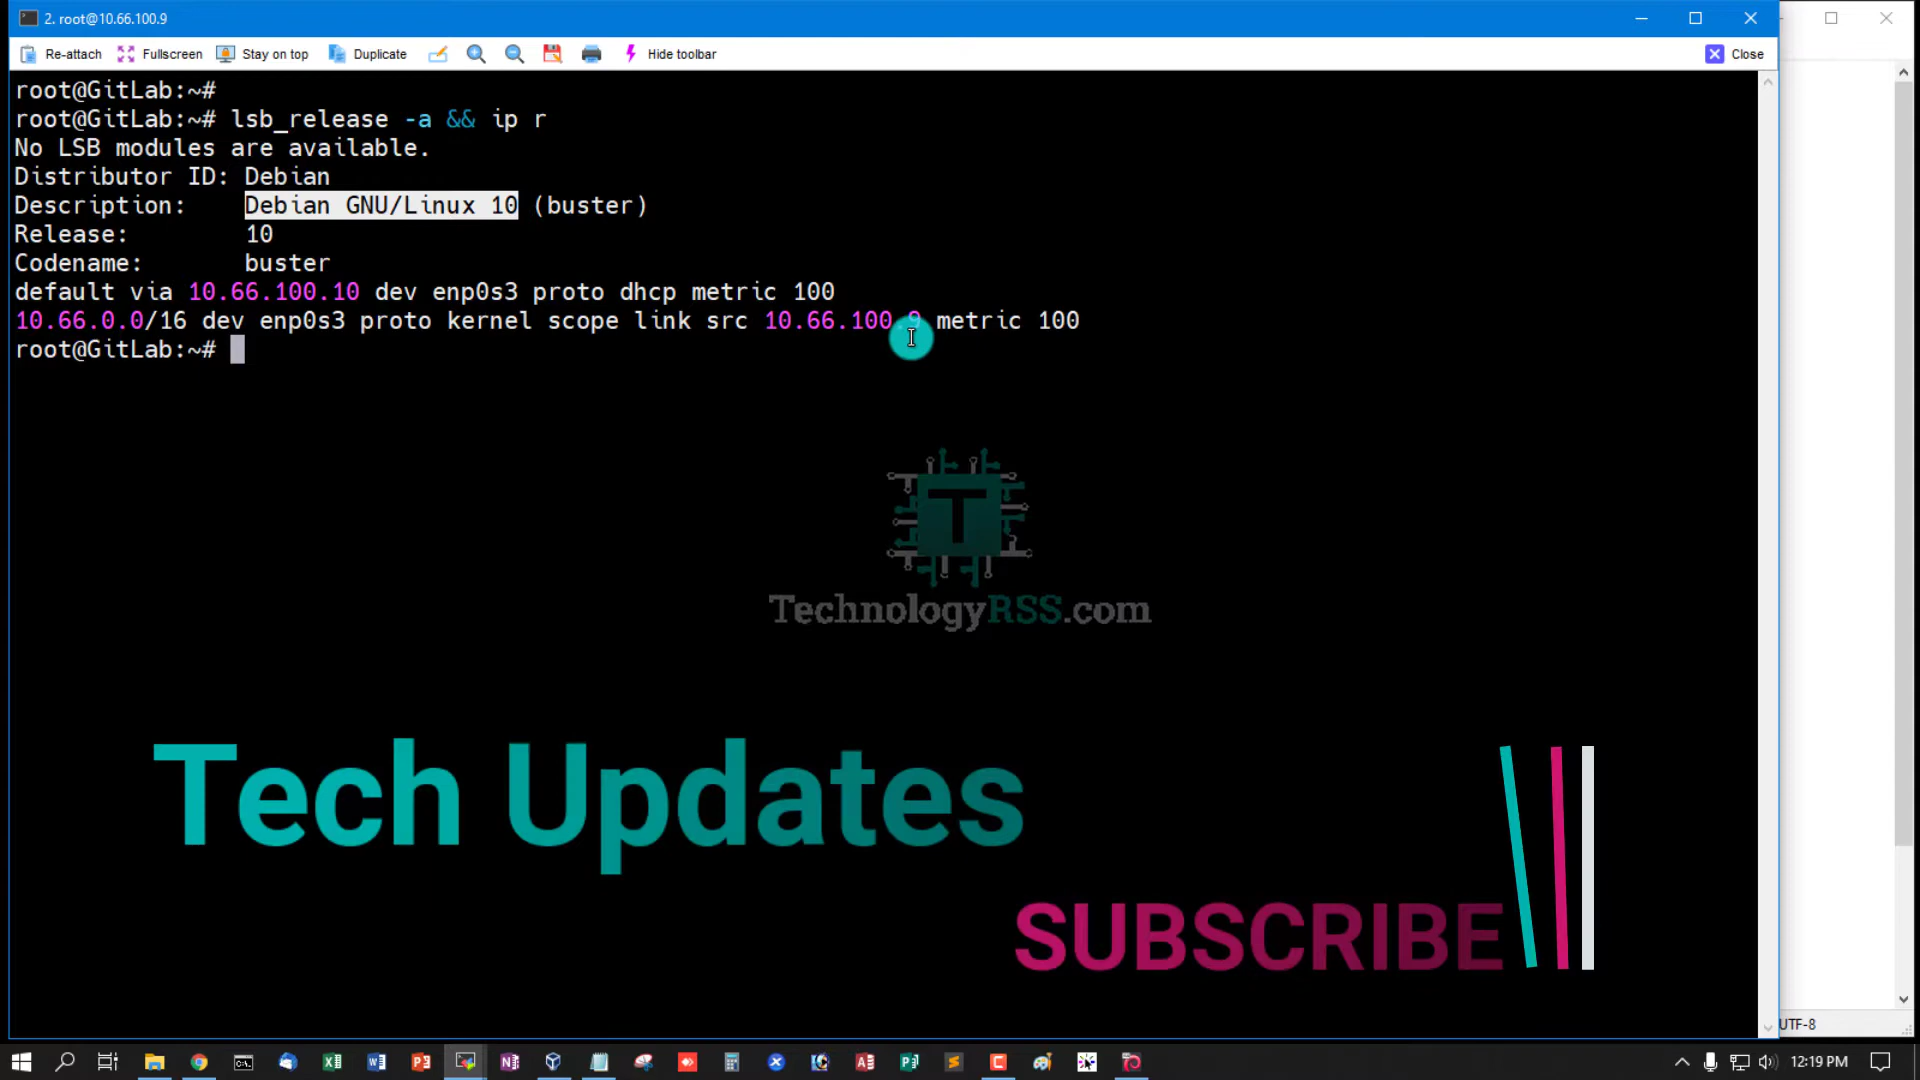 2. root@10.66.100.9
Re-attach Fullscreen Stay on top Duplicate Hide toolbar Close
root@GitLab:~#
root@GitLab:~# lsb_release -a && ip r
No LSB modules are available.
Distributor ID: Debian
Description: Debian GNU/Linux 10 (buster)
Release: 10
Codename: buster
default via 10.66.100.10 dev enp0s3 proto dhcp metric 100
10.66.0.0/16 dev enp0s3 proto kernel scope link src 10.66.100.9 metric 100
root@GitLab:~#
T
TechnologyRSS.com
Tech Updates
SUBSCRIBE
UTF-8
12:19 PM